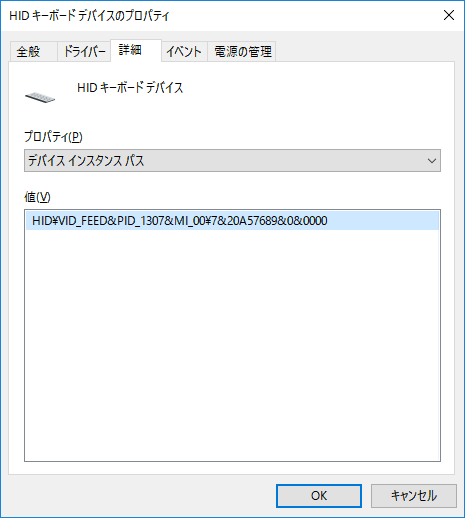 HID キーボード デバイスのプロパティ
全般 ドライバー 詳細 イベント 電源の管理
HID キーボード デバイス
プロパティ(P)
デバイス インスタンス パス
値(V)
HID¥VID_FEED&PID_1307&MI_00¥7&20A57689&0&0000
OK キャンセル